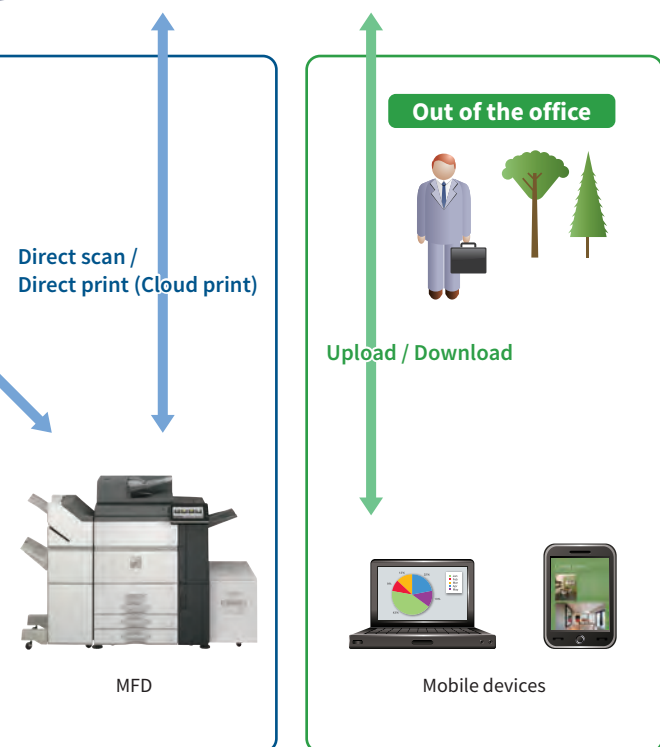 Out of the office
Direct scan /
Direct print (Cloud print)
Upload / Download
MFD
Mobile devices